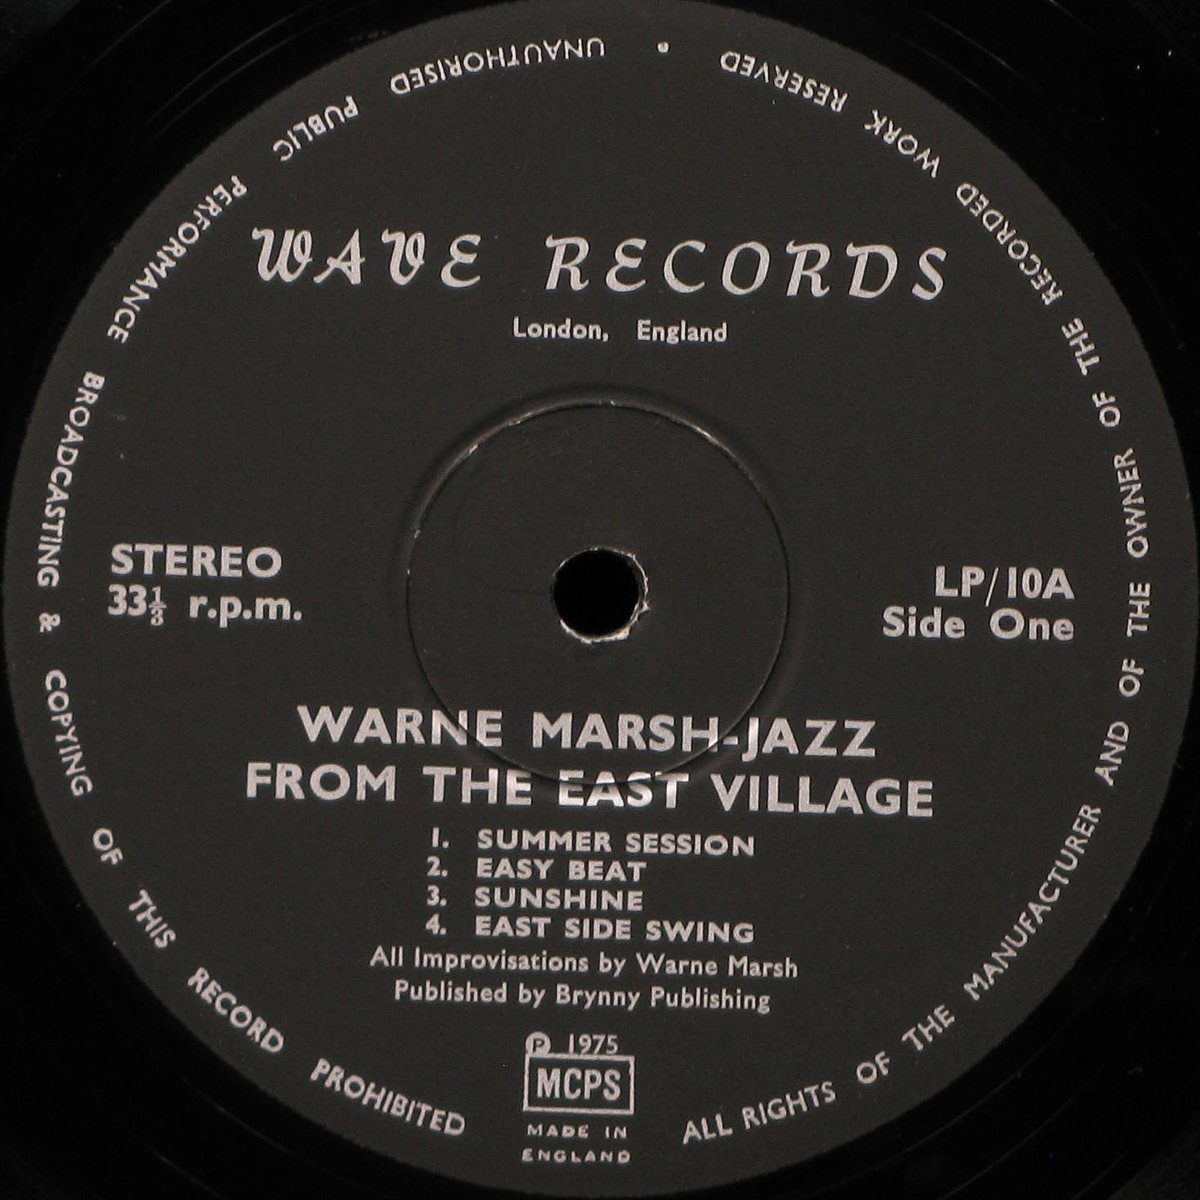 ALL RIGHTS OF THE MANUFACTURER AND OF THE OWNER OF THE RECORDED WORK RESERVED • UNAUTHORISED PUBLIC PERFORMANCE BROADCASTING & COPYING OF THIS RECORD PROHIBITED
WAVE RECORDS
London, England
STEREO
33⅓ r.p.m.
LP/10A
Side One
WARNE MARSH-JAZZ
FROM THE EAST VILLAGE
1. SUMMER SESSION
2. EASY BEAT
3. SUNSHINE
4. EAST SIDE SWING
All Improvisations by Warne Marsh
Published by Brynny Publishing
℗ 1975
MCPS
MADE IN
ENGLAND